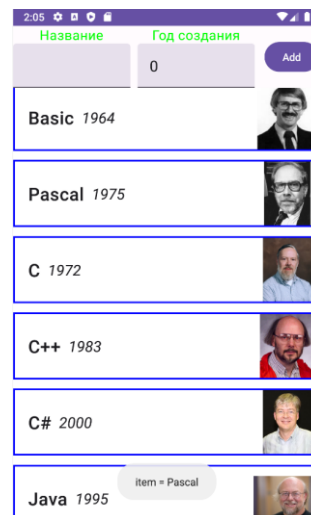 2:05
Название Год создания
0 Add
Basic 1964
Pascal 1975
C 1972
C++ 1983
C# 2000
item = Pascal
Java 1995